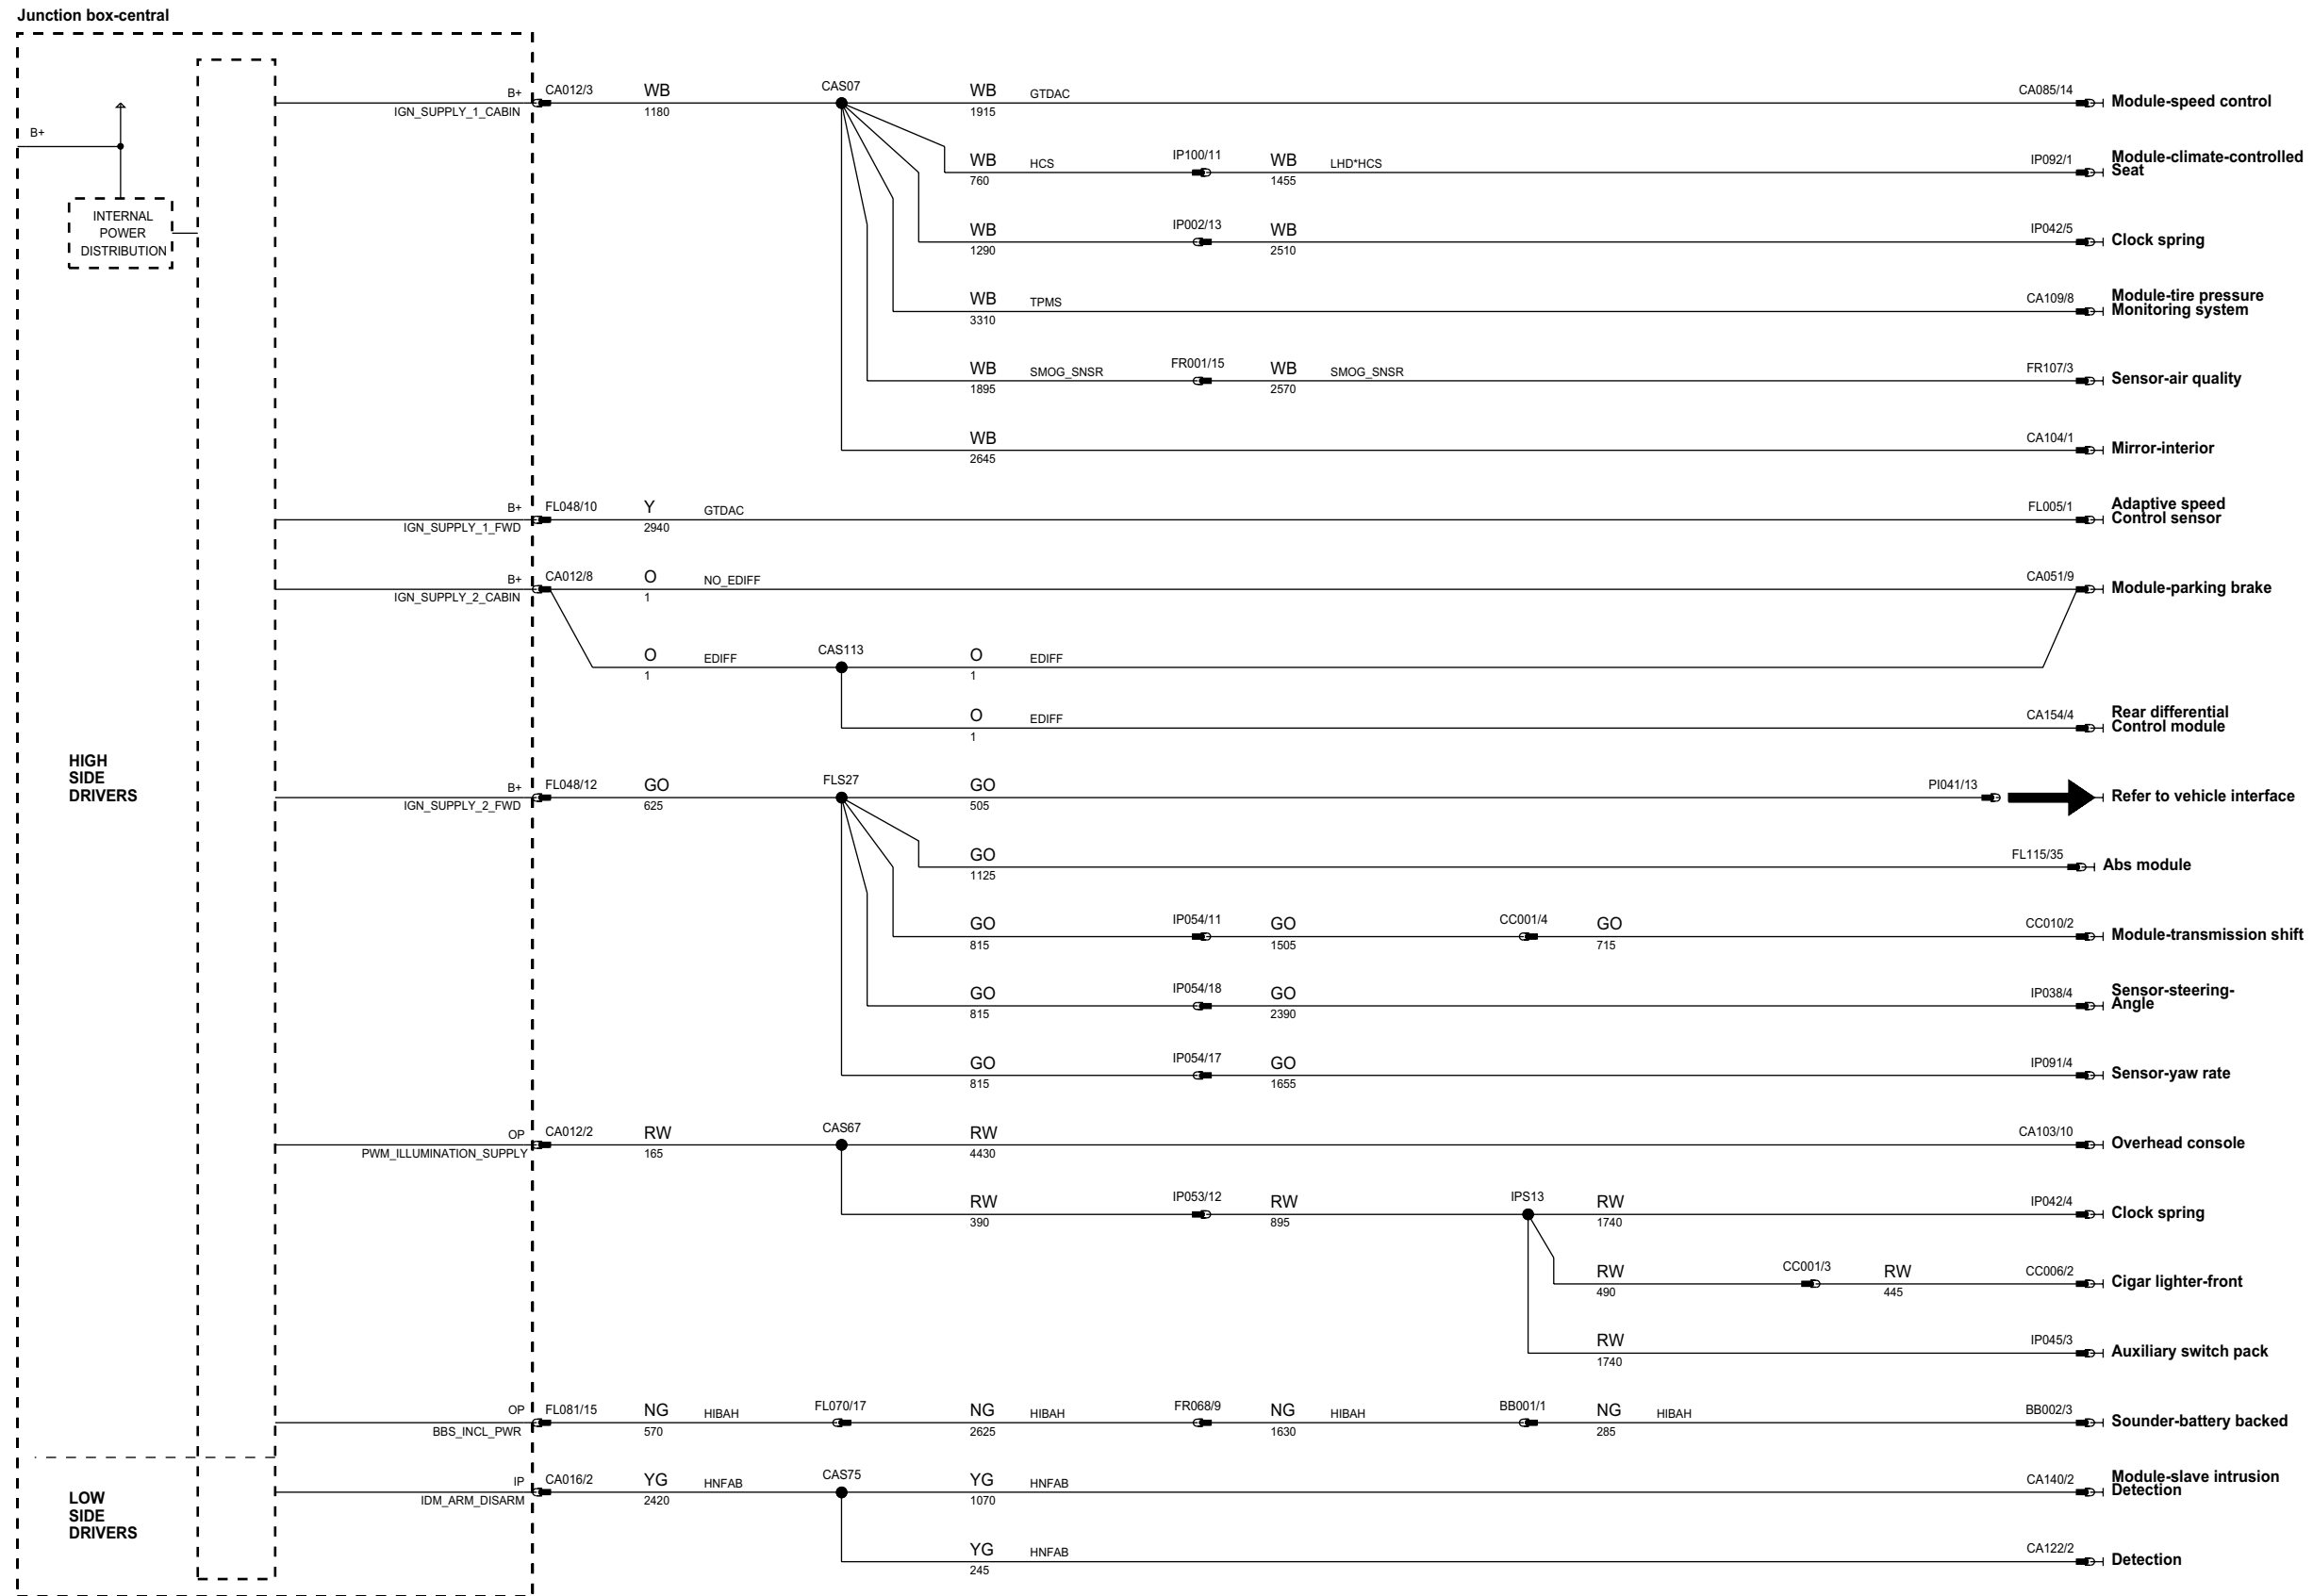 Junction box-central
B+
INTERNAL
POWER
DISTRIBUTION
HIGH
SIDE
DRIVERS
LOW
SIDE
DRIVERS
B+ CA012/3 WB CAS07 WB GTDAC CA085/14 Module-speed control
IGN_SUPPLY_1_CABIN 1180 1915
WB HCS IP100/11 WB LHD*HCS IP092/1 Module-climate-controlled
Seat
760 1455
WB IP002/13 WB IP042/5 Clock spring
1290 2510
WB TPMS CA109/8 Module-tire pressure
Monitoring system
3310
WB SMOG_SNSR FR001/15 WB SMOG_SNSR FR107/3 Sensor-air quality
1895 2570
WB CA104/1 Mirror-interior
2645
B+ FL048/10 Y GTDAC FL005/1 Adaptive speed
Control sensor
IGN_SUPPLY_1_FWD 2940
B+ CA012/8 O NO_EDIFF CA051/9 Module-parking brake
IGN_SUPPLY_2_CABIN 1
O EDIFF CAS113 O EDIFF
1 1
O EDIFF CA154/4 Rear differential
Control module
1
B+ FL048/12 GO FLS27 GO PI041/13 Refer to vehicle interface
IGN_SUPPLY_2_FWD 625 505
GO FL115/35 Abs module
1125
GO IP054/11 GO CC001/4 GO CC010/2 Module-transmission shift
815 1505 715
GO IP054/18 GO IP038/4 Sensor-steering-
Angle
815 2390
GO IP054/17 GO IP091/4 Sensor-yaw rate
815 1655
OP CA012/2 RW CAS67 RW CA103/10 Overhead console
PWM_ILLUMINATION_SUPPLY 165 4430
RW IP053/12 RW IPS13 RW IP042/4 Clock spring
390 895 1740
RW CC001/3 RW CC006/2 Cigar lighter-front
490 445
RW IP045/3 Auxiliary switch pack
1740
OP FL081/15 NG HIBAH FL070/17 NG HIBAH FR068/9 NG HIBAH BB001/1 NG HIBAH BB002/3 Sounder-battery backed
BBS_INCL_PWR 570 2625 1630 285
IP CA016/2 YG HNFAB CAS75 YG HNFAB CA140/2 Module-slave intrusion
Detection
IDM_ARM_DISARM 2420 1070
YG HNFAB CA122/2 Detection
245